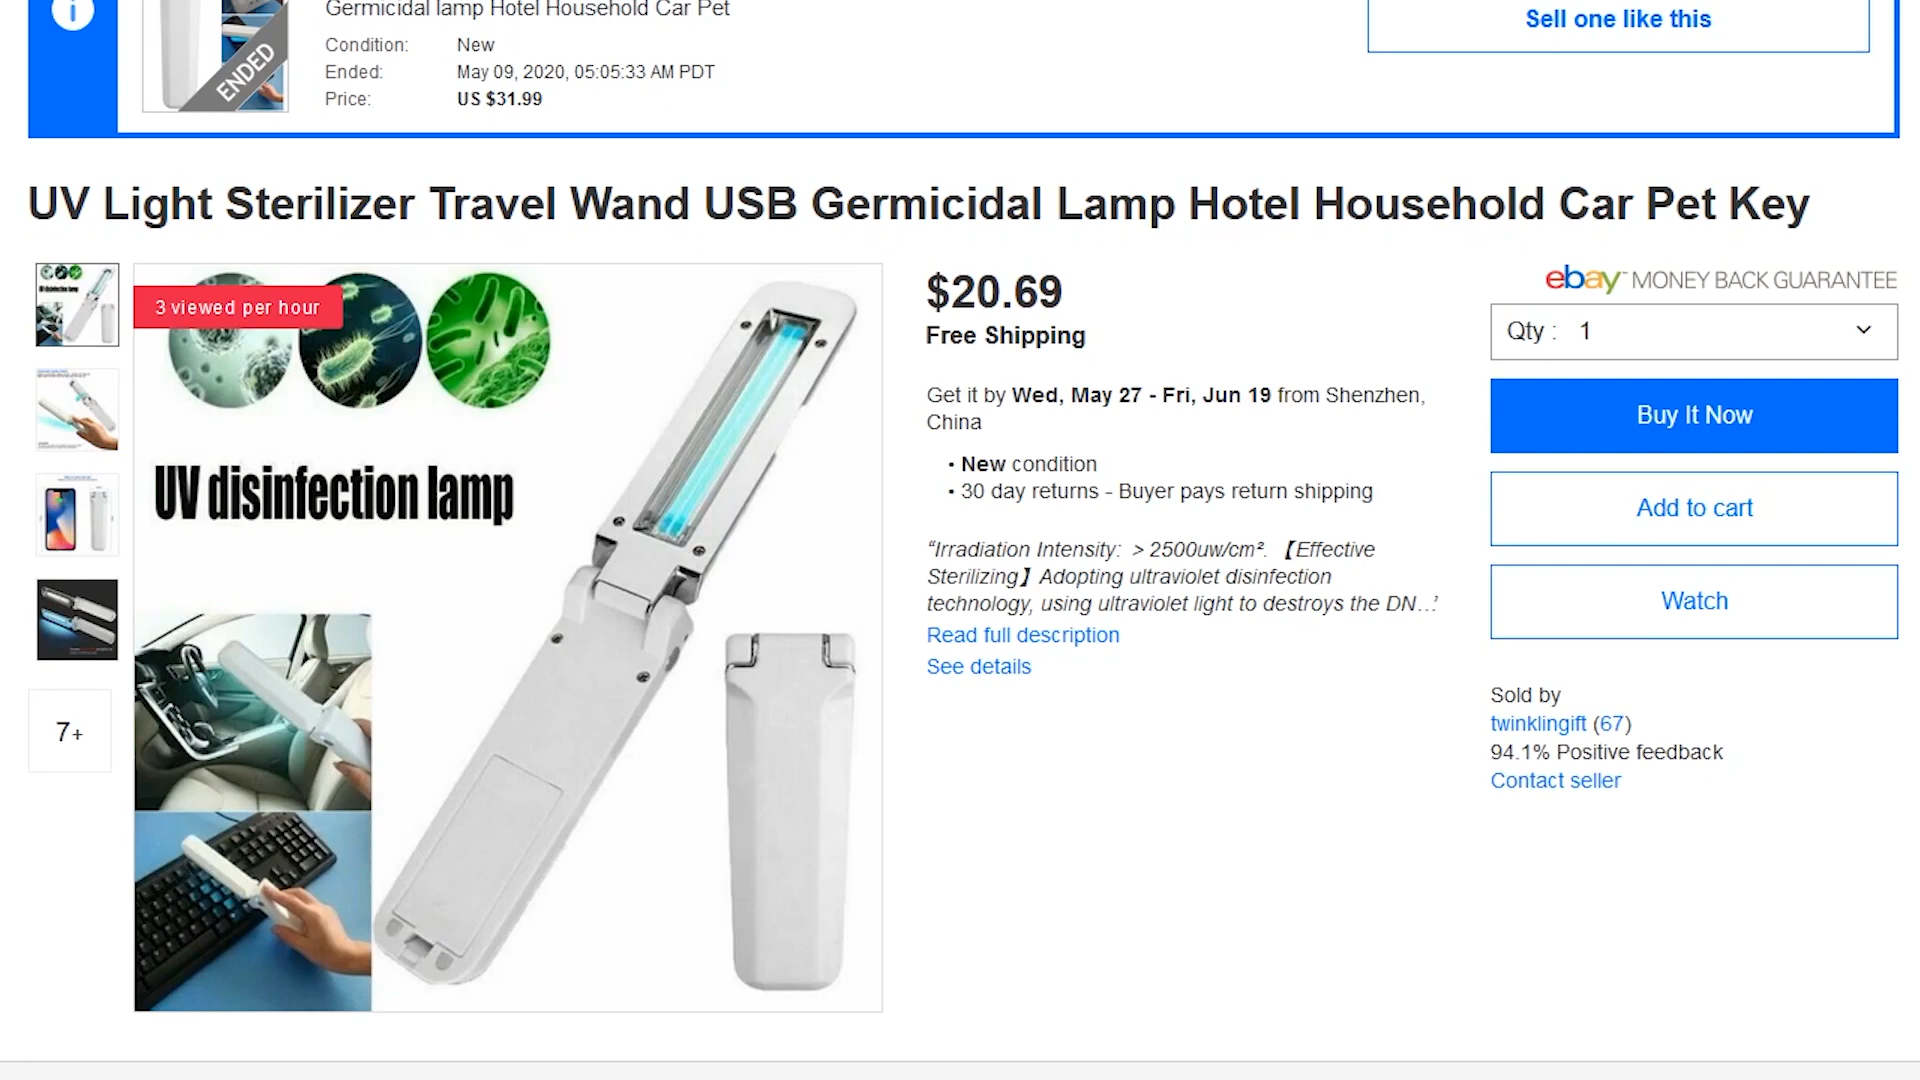 Germicidal lamp Hotel Household Car Pet
Sell one like this
Condition: New
Ended: May 09, 2020, 05:05:33 AM PDT
Price: US $31.99
ENDED
UV Light Sterilizer Travel Wand USB Germicidal Lamp Hotel Household Car Pet Key
3 viewed per hour
UV disinfection lamp
7+
$20.69
Free Shipping
Get it by Wed, May 27 - Fri, Jun 19 from Shenzhen,
China
• New condition
• 30 day returns - Buyer pays return shipping
“Irradiation Intensity: > 2500uw/cm². 【Effective
Sterilizing】Adopting ultraviolet disinfection
technology, using ultraviolet light to destroys the DN...’
Read full description
See details
ebay™ MONEY BACK GUARANTEE
Qty : 1
Buy It Now
Add to cart
Watch
Sold by
twinklingift (67)
94.1% Positive feedback
Contact seller